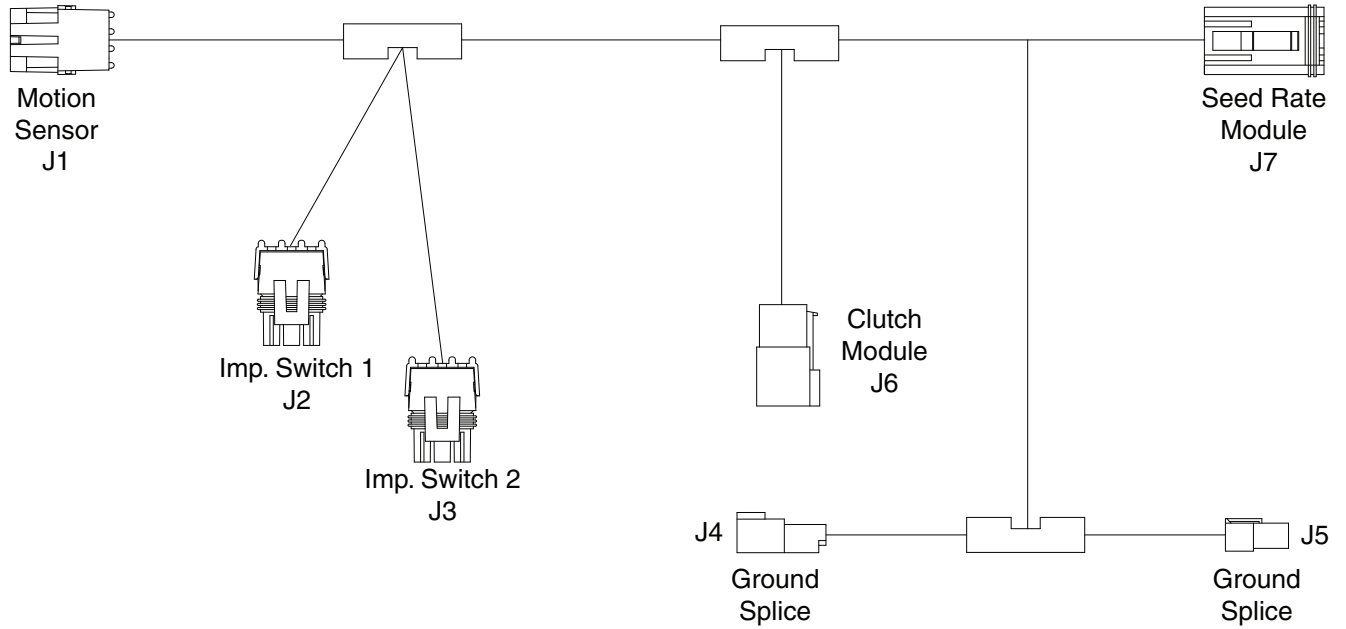 Motion
Sensor
J1
Seed Rate
Module
J7
Imp. Switch 1
J2
Clutch
Module
J6
Imp. Switch 2
J3
J4
Ground
Splice
J5
Ground
Splice